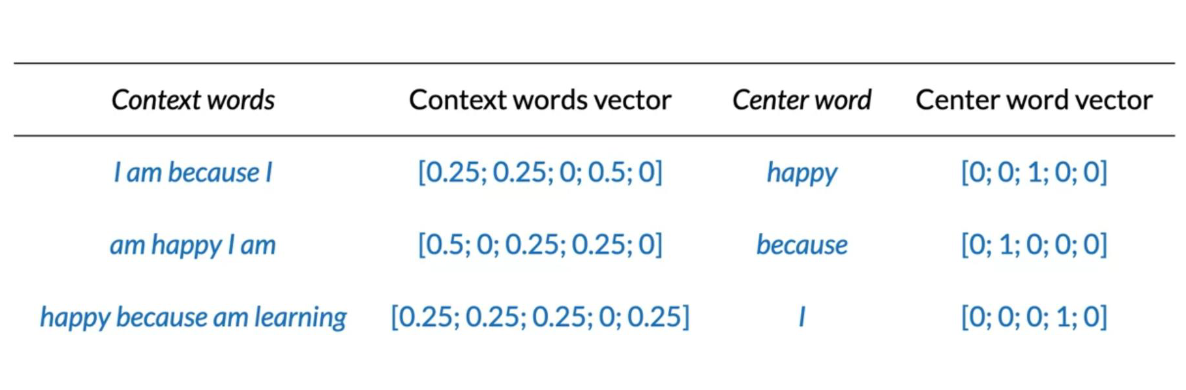 Context words Context words vector Center word Center word vector
I am because I [0.25; 0.25; 0; 0.5; 0] happy [0; 0; 1; 0; 0]
am happy I am [0.5; 0; 0.25; 0.25; 0] because [0; 1; 0; 0; 0]
happy because am learning [0.25; 0.25; 0.25; 0; 0.25] I [0; 0; 0; 1; 0]